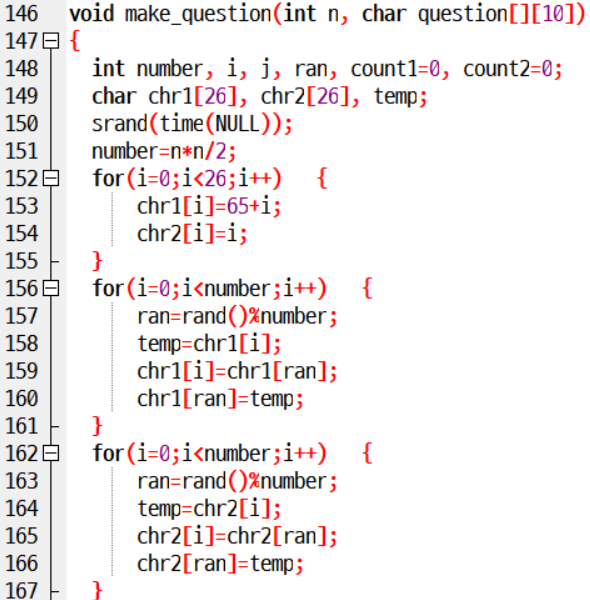 146 void make_question(int n, char question[][10])
147 {
148 int number, i, j, ran, count1=0, count2=0;
149 char chr1[26], chr2[26], temp;
150 srand(time(NULL));
151 number=n*n/2;
152 for(i=0;i<26;i++) {
153 chr1[i]=65+i;
154 chr2[i]=i;
155 }
156 for(i=0;i<number;i++) {
157 ran=rand()%number;
158 temp=chr1[i];
159 chr1[i]=chr1[ran];
160 chr1[ran]=temp;
161 }
162 for(i=0;i<number;i++) {
163 ran=rand()%number;
164 temp=chr2[i];
165 chr2[i]=chr2[ran];
166 chr2[ran]=temp;
167 }